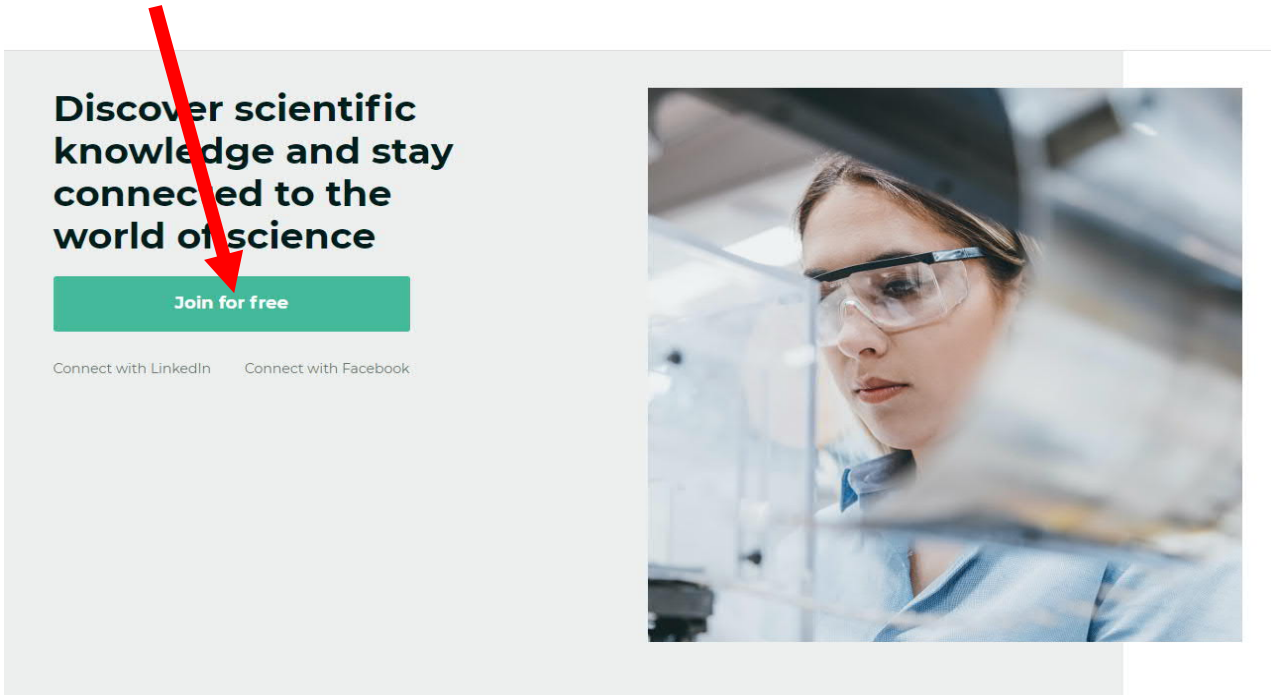 Discover scientific
knowledge and stay
connected to the
world of science
Join for free
Connect with LinkedIn Connect with Facebook